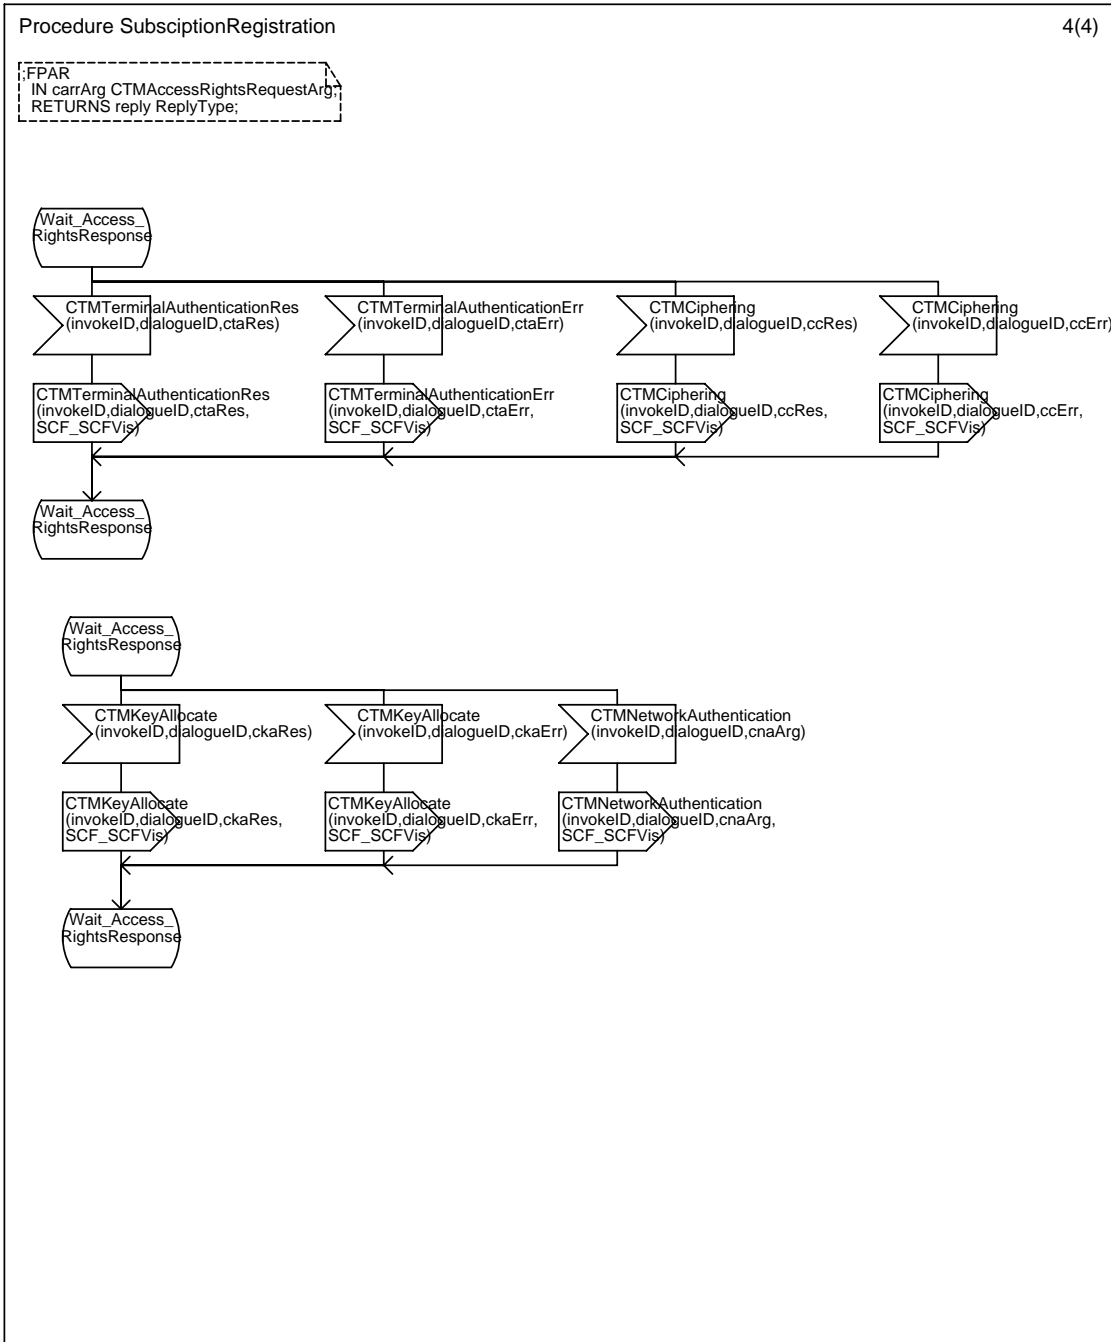 Procedure SubsciptionRegistration
4(4)
;FPAR
IN carrArg CTMAccessRightsRequestArg;
RETURNS reply ReplyType;
Wait_Access_
RightsResponse
CTMTerminalAuthenticationRes
(invokeID,dialogueID,ctaRes)
CTMTerminalAuthenticationErr
(invokeID,dialogueID,ctaErr)
CTMCiphering
(invokeID,dialogueID,ccRes)
CTMCiphering
(invokeID,dialogueID,ccErr)
CTMTerminalAuthenticationRes
(invokeID,dialogueID,ctaRes,
SCF_SCFVis)
CTMTerminalAuthenticationErr
(invokeID,dialogueID,ctaErr,
SCF_SCFVis)
CTMCiphering
(invokeID,dialogueID,ccRes,
SCF_SCFVis)
CTMCiphering
(invokeID,dialogueID,ccErr,
SCF_SCFVis)
Wait_Access_
RightsResponse
Wait_Access_
RightsResponse
CTMKeyAllocate
(invokeID,dialogueID,ckaRes)
CTMKeyAllocate
(invokeID,dialogueID,ckaErr)
CTMNetworkAuthentication
(invokeID,dialogueID,cnaArg)
CTMKeyAllocate
(invokeID,dialogueID,ckaRes,
SCF_SCFVis)
CTMKeyAllocate
(invokeID,dialogueID,ckaErr,
SCF_SCFVis)
CTMNetworkAuthentication
(invokeID,dialogueID,cnaArg,
SCF_SCFVis)
Wait_Access_
RightsResponse